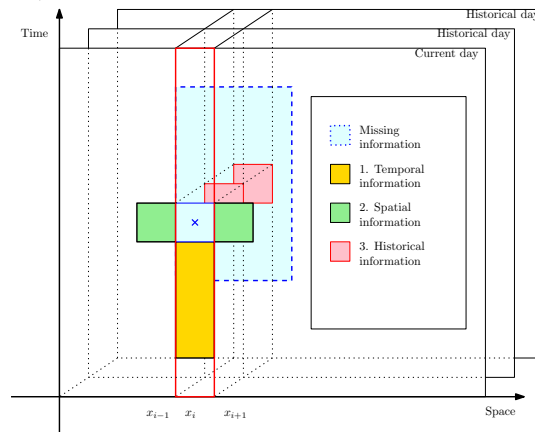 Historical day
Historical day
Time
Current day
Missing
information
1. Temporal
information
2. Spatial
information
3. Historical
information
x_{i−1} x_i x_{i+1}
Space